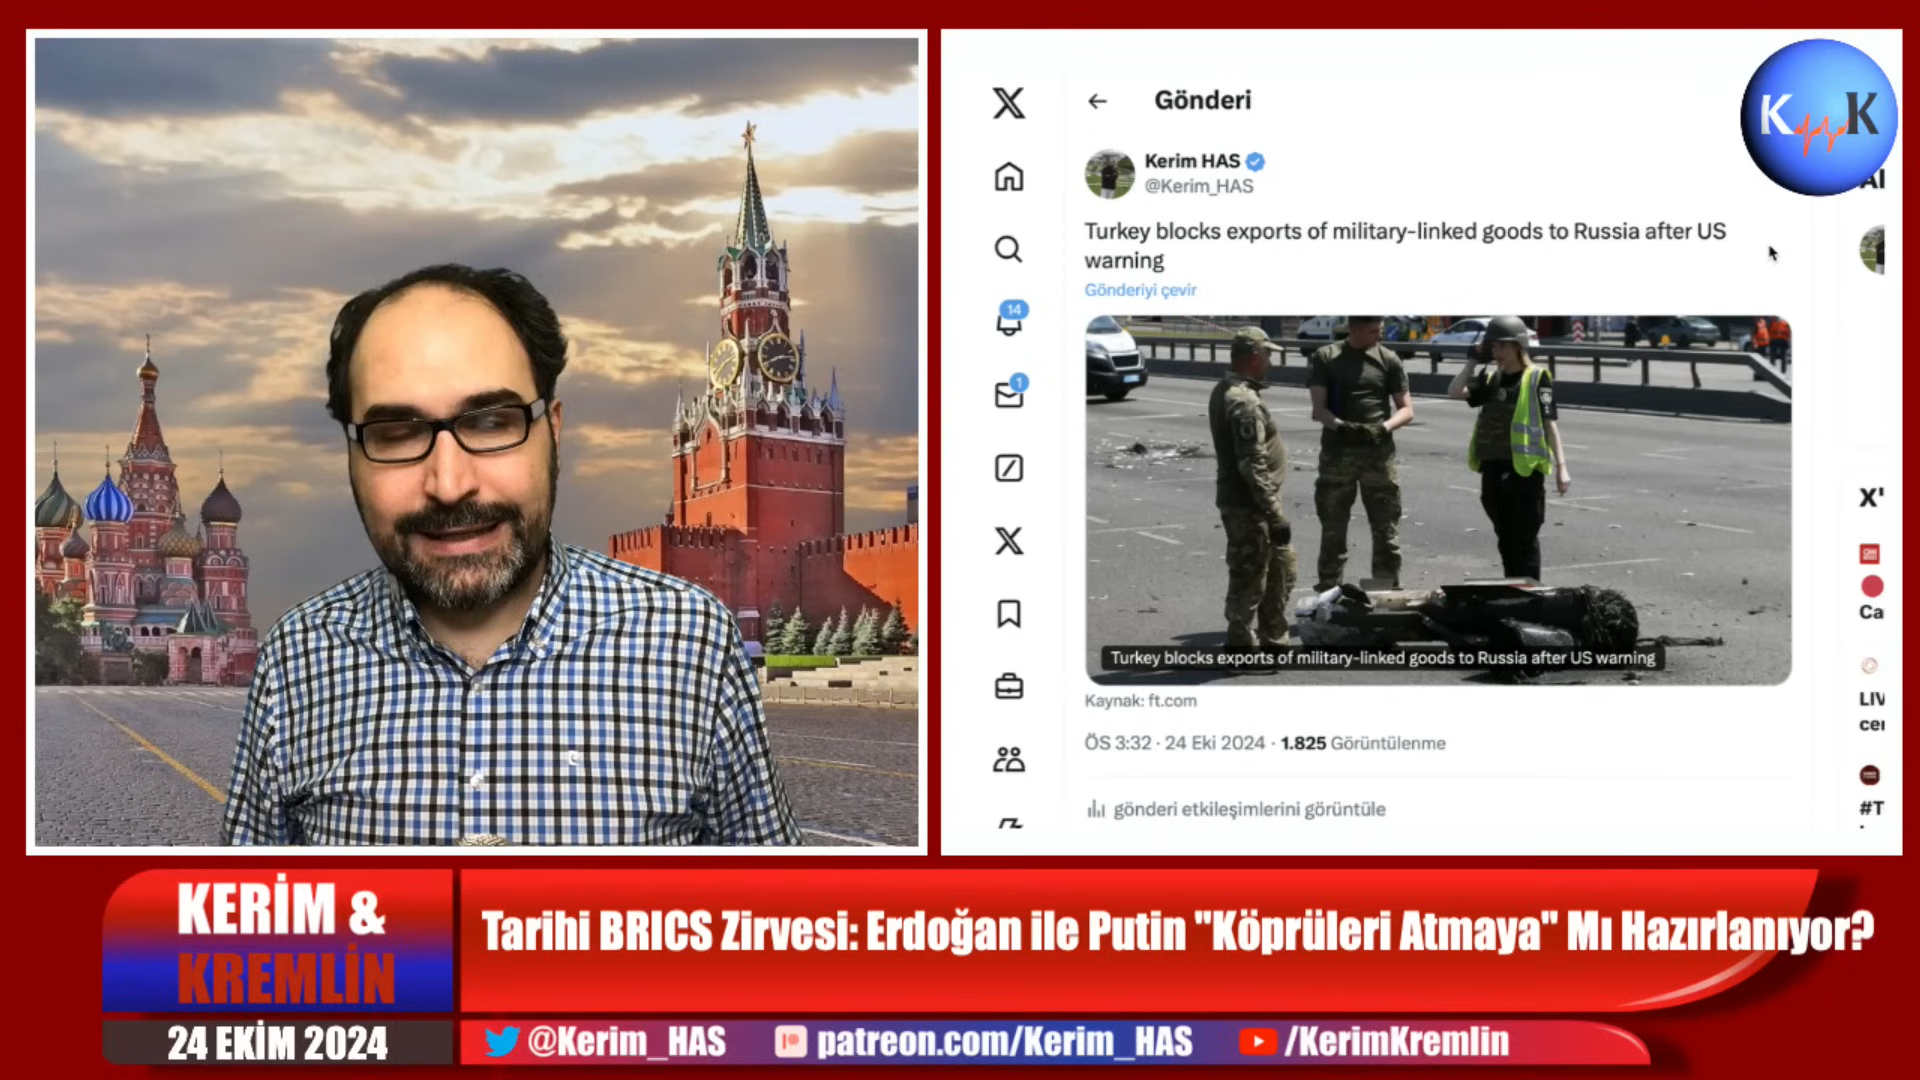 Gönderi
K K
Kerim HAS
@Kerim_HAS
Turkey blocks exports of military-linked goods to Russia after US
warning
Gönderiyi çevir
14
1
Turkey blocks exports of military-linked goods to Russia after US warning
Kaynak: ft.com
ÖS 3:32 · 24 Eki 2024 · 1.825 Görüntülenme
gönderi etkileşimlerini görüntüle
X'
Ca
LIV
cer
#T
KERİM &
KREMLİN
24 EKİM 2024
Tarihi BRICS Zirvesi: Erdoğan ile Putin "Köprüleri Atmaya" Mı Hazırlanıyor?
@Kerim_HAS patreon.com/Kerim_HAS /KerimKremlin